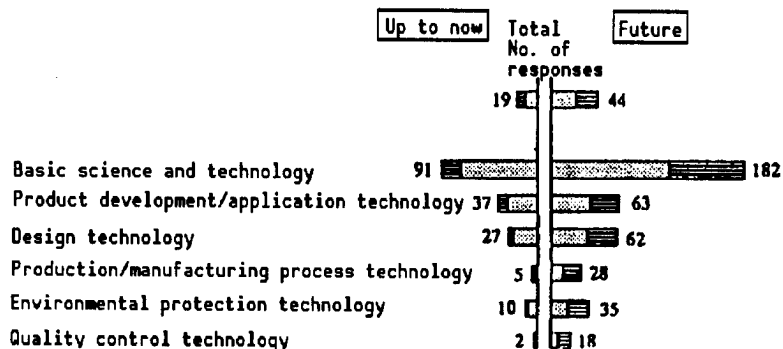 Up to now Total Future
No. of
responses
19 44
Basic science and technology 91 182
Product development/application technology 37 63
Design technology 27 62
Production/manufacturing process technology 5 28
Environmental protection technology 10 35
Quality control technology 2 18